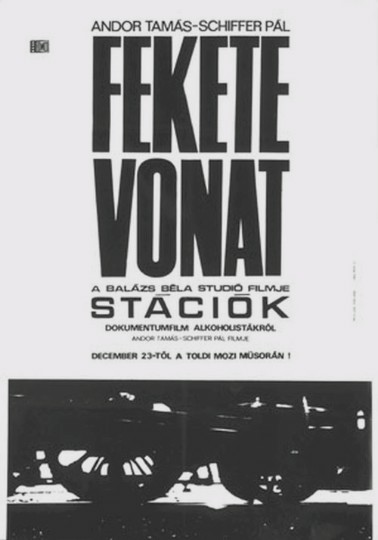 ANDOR TAMÁS-SCHIFFER PÁL
FEKETE
VONAT
A BALÁZS BÉLA STUDIÓ FILMJE
STÁCIÓK
DOKUMENTUMFILM ALKOHOLISTÁKRÓL
ANDOR TAMÁS-SCHIFFER PÁL FILMJE
DECEMBER 23-TÓL A TOLDI MOZI MŰSORÁN !